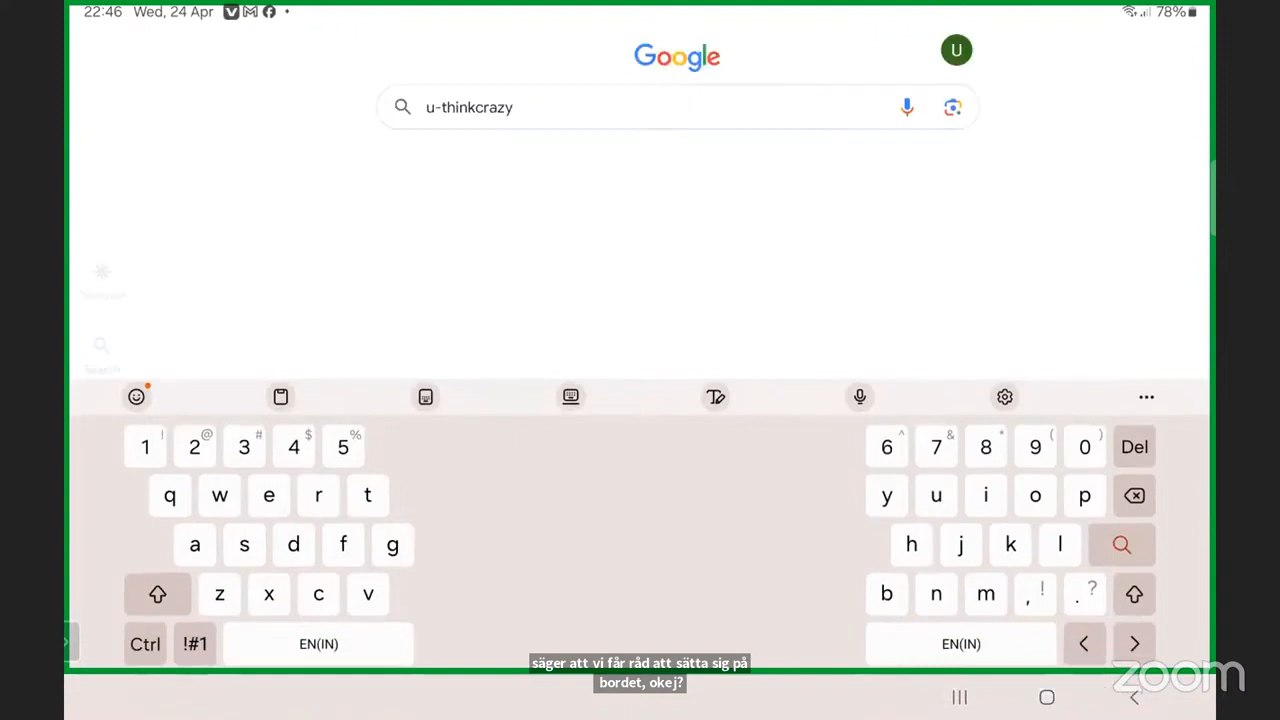 22:46 Wed, 24 Apr
78%
Google
U
u-thinkcrazy
Search
1 ! 2 @ 3 # 4 $ 5 % 6 ^ 7 & 8 * 9 ( 0 ) Del
q w e r t y u i o p
a s d f g h j k l
z x c v b n m , ! . ?
Ctrl !#1 EN(IN) EN(IN)
säger att vi får råd att sätta sig på
bordet, okej?
zoom